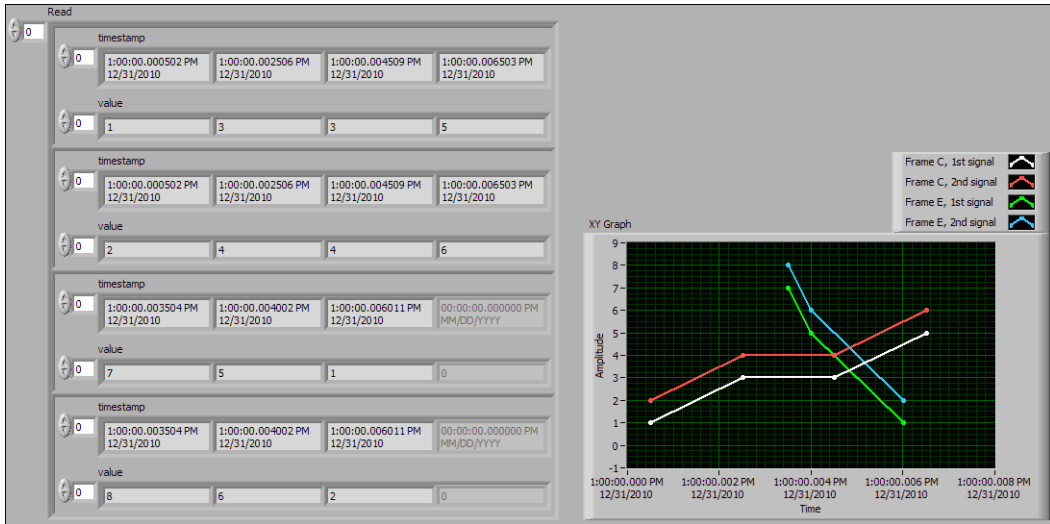 Read
0
timestamp
0
1:00:00.000502 PM 1:00:00.002506 PM 1:00:00.004509 PM 1:00:00.006503 PM
12/31/2010 12/31/2010 12/31/2010 12/31/2010
value
0 1 3 3 5
timestamp
0
1:00:00.000502 PM 1:00:00.002506 PM 1:00:00.004509 PM 1:00:00.006503 PM
12/31/2010 12/31/2010 12/31/2010 12/31/2010
value
0 2 4 4 6
timestamp
0
1:00:00.003504 PM 1:00:00.004002 PM 1:00:00.006011 PM 00:00:00.000000 PM
12/31/2010 12/31/2010 12/31/2010 MM/DD/YYYY
value
0 7 5 1 0
timestamp
0
1:00:00.003504 PM 1:00:00.004002 PM 1:00:00.006011 PM 00:00:00.000000 PM
12/31/2010 12/31/2010 12/31/2010 MM/DD/YYYY
value
0 8 6 2 0
Frame C, 1st signal
Frame C, 2nd signal
Frame E, 1st signal
Frame E, 2nd signal
XY Graph
Amplitude
9
8
7
6
5
4
3
2
1
0
-1
1:00:00.000 PM 1:00:00.002 PM 1:00:00.004 PM 1:00:00.006 PM 1:00:00.008 PM
12/31/2010 12/31/2010 12/31/2010 12/31/2010 12/31/2010
Time